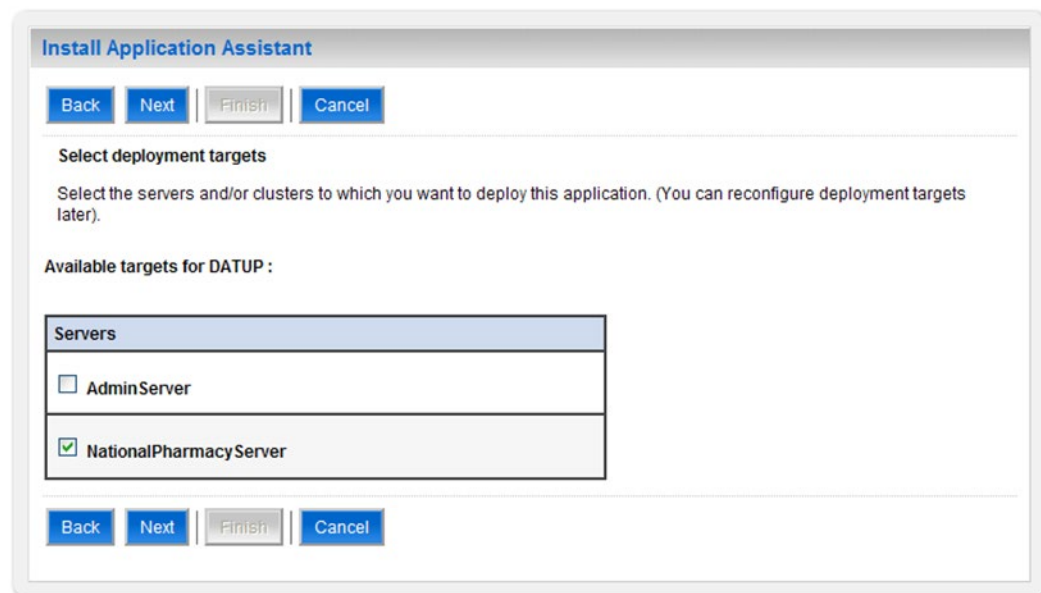 Install Application Assistant
Back Next Finish Cancel
Select deployment targets
Select the servers and/or clusters to which you want to deploy this application. (You can reconfigure deployment targets
later).
Available targets for DATUP :
Servers
AdminServer
NationalPharmacyServer
Back Next Finish Cancel